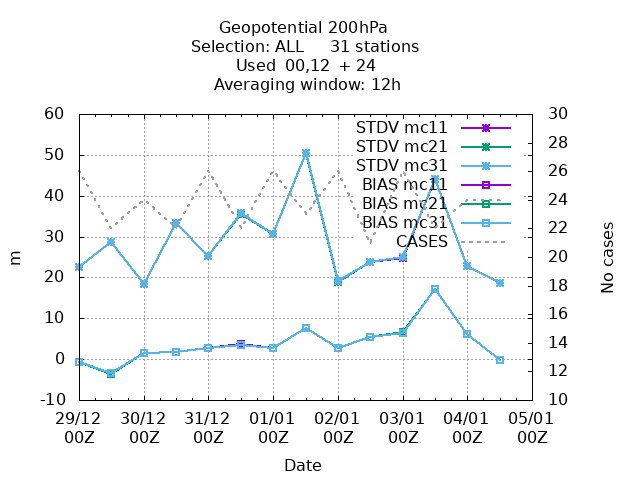 Geopotential 200hPa
Selection: ALL     31 stations
Used  00,12  + 24
Averaging window: 12h
60
50
40
30
20
10
0
-10
30
28
26
24
22
20
18
16
14
12
10
STDV mc11
STDV mc21
STDV mc31
BIAS mc11
BIAS mc21
BIAS mc31
CASES
m
No cases
29/12 30/12 31/12 01/01 02/01 03/01 04/01 05/01
00Z 00Z 00Z 00Z 00Z 00Z 00Z 00Z
Date